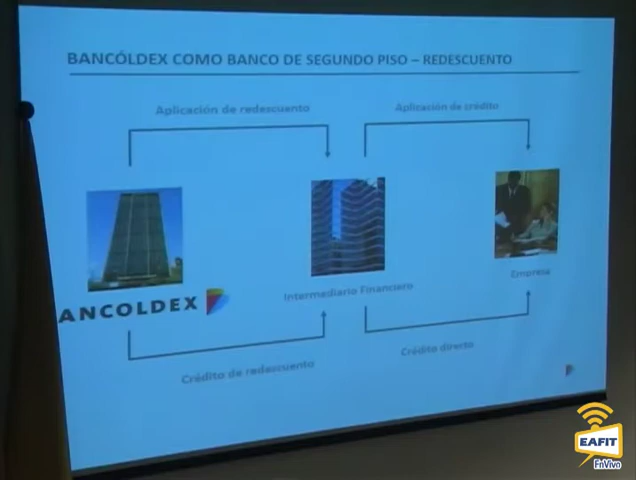 BANCÓLDEX COMO BANCO DE SEGUNDO PISO – REDESCUENTO
Aplicación de redescuanto
Aplicación de crédito
ANCOLDEX
Intermediario Financiero
Empresa
Crédito de redescuento
Crédito directo
EAFIT
EnVivo